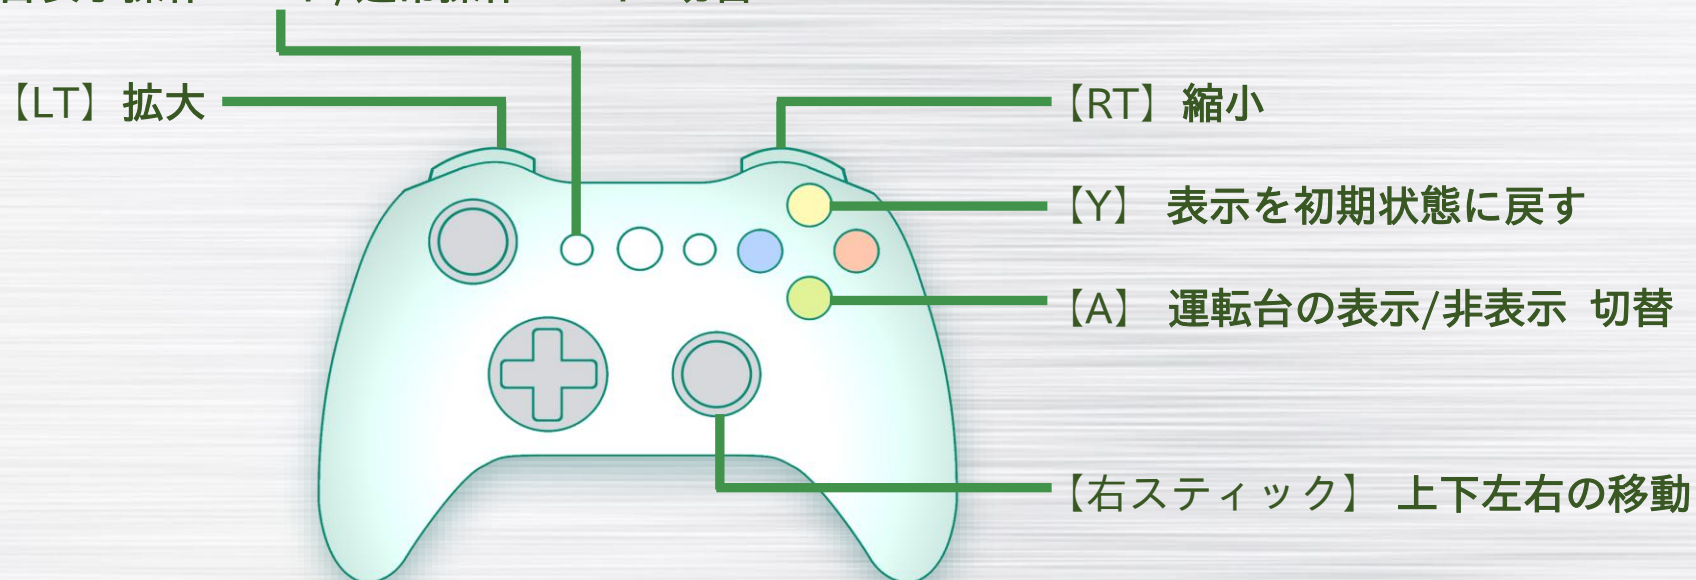 【LT】 拡大
【RT】 縮小
【Y】 表示を初期状態に戻す
【A】 運転台の表示/非表示 切替
【右スティック】 上下左右の移動